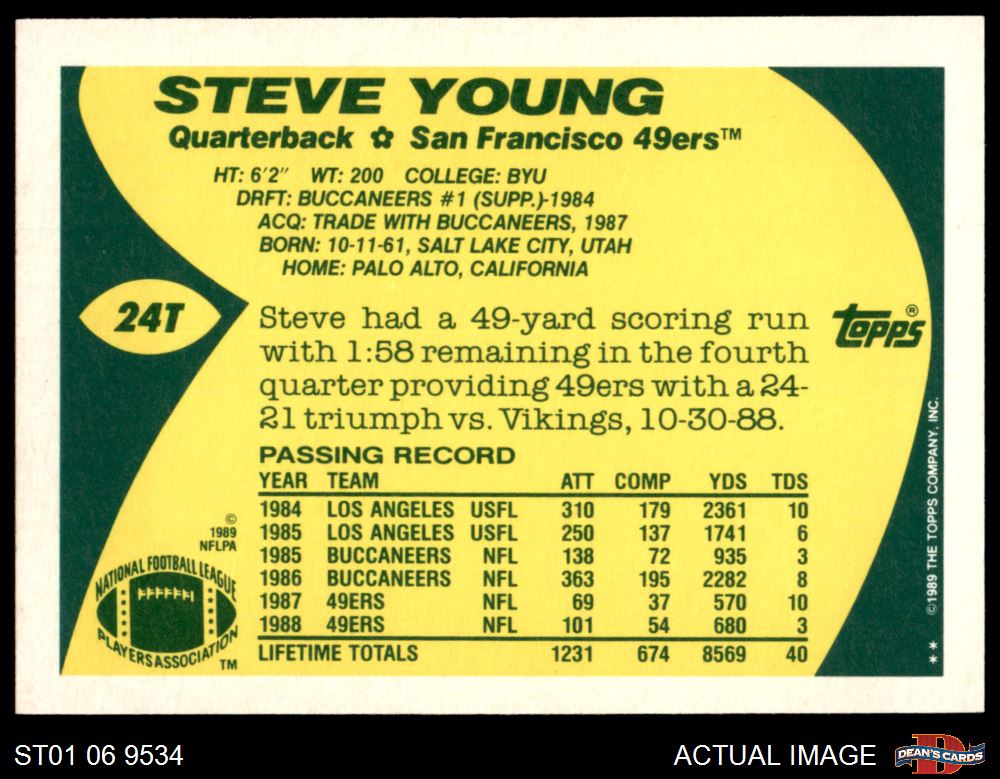 STEVE YOUNG
Quarterback ✿ San Francisco 49ers™
HT: 6'2" WT: 200 COLLEGE: BYU
DRFT: BUCCANEERS #1 (SUPP.)-1984
ACQ: TRADE WITH BUCCANEERS, 1987
BORN: 10-11-61, SALT LAKE CITY, UTAH
HOME: PALO ALTO, CALIFORNIA
24T
Steve had a 49-yard scoring run
with 1:58 remaining in the fourth
quarter providing 49ers with a 24-
21 triumph vs. Vikings, 10-30-88.
TOPPS®
PASSING RECORD
YEAR TEAM ATT COMP YDS TDS
1984 LOS ANGELES USFL 310 179 2361 10
1985 LOS ANGELES USFL 250 137 1741 6
1985 BUCCANEERS NFL 138 72 935 3
1986 BUCCANEERS NFL 363 195 2282 8
1987 49ERS NFL 69 37 570 10
1988 49ERS NFL 101 54 680 3
LIFETIME TOTALS 1231 674 8569 40
©
1989
NFLPA
NATIONAL FOOTBALL LEAGUE
PLAYERS ASSOCIATION
™
©1989 THE TOPPS COMPANY, INC.
**
ST01 06 9534
ACTUAL IMAGE
D
DEAN'S CARDS